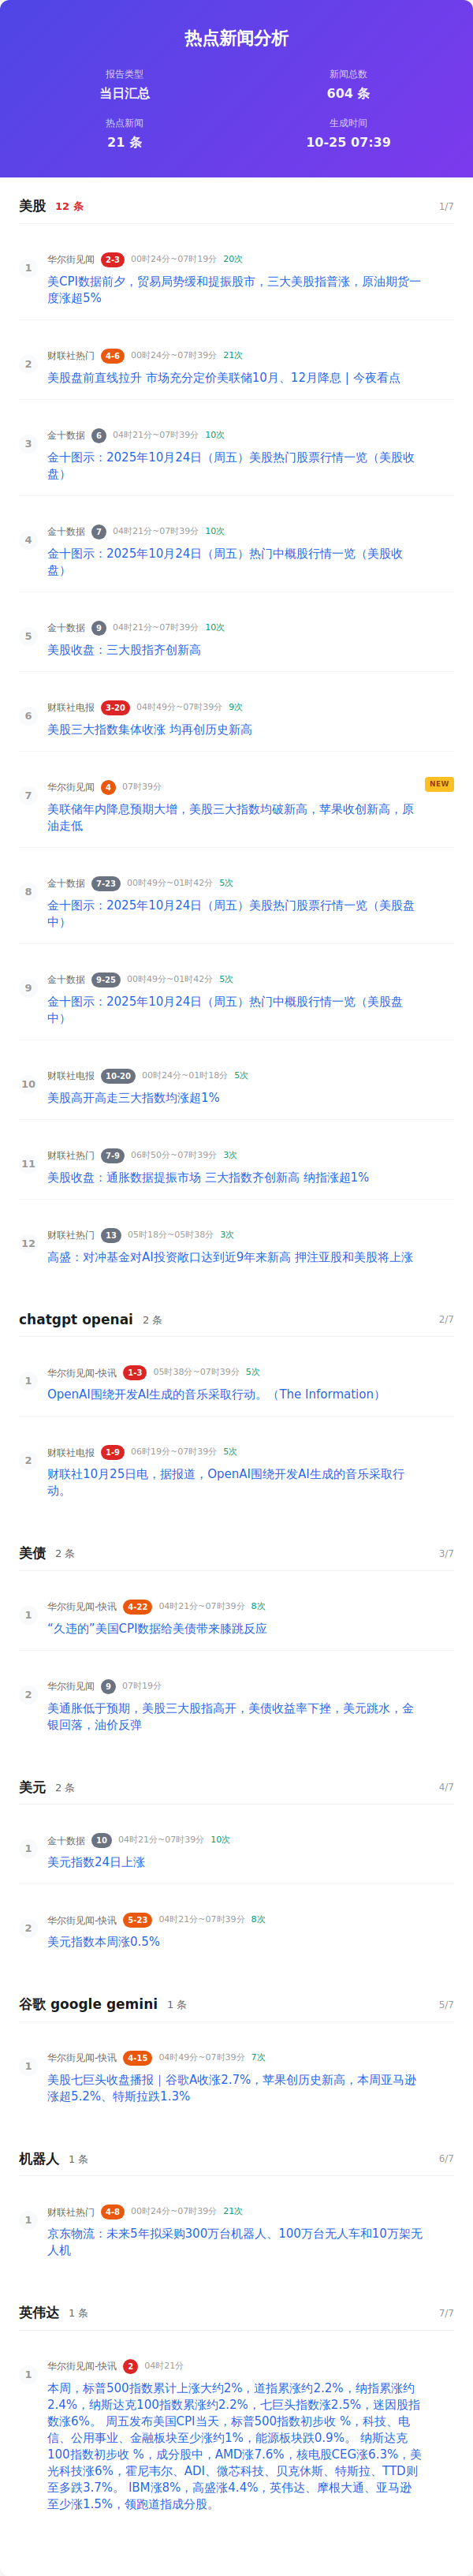 热点新闻分析
报告类型
新闻总数
当日汇总
604 条
热点新闻
生成时间
21 条
10-25 07:39
美股 12 条 1/7
1 华尔街见闻 2-3 00时24分~07时19分 20次
美CPI数据前夕，贸易局势缓和提振股市，三大美股指普涨，原油期货一
度涨超5%
2 财联社热门 4-6 00时24分~07时39分 21次
美股盘前直线拉升 市场充分定价美联储10月、12月降息 | 今夜看点
3 金十数据 6 04时21分~07时39分 10次
金十图示：2025年10月24日（周五）美股热门股票行情一览（美股收
盘）
4 金十数据 7 04时21分~07时39分 10次
金十图示：2025年10月24日（周五）热门中概股行情一览（美股收
盘）
5 金十数据 9 04时21分~07时39分 10次
美股收盘：三大股指齐创新高
6 财联社电报 3-20 04时49分~07时39分 9次
美股三大指数集体收涨 均再创历史新高
7 华尔街见闻 4 07时39分 NEW
美联储年内降息预期大增，美股三大指数均破新高，苹果收创新高，原
油走低
8 金十数据 7-23 00时49分~01时42分 5次
金十图示：2025年10月24日（周五）美股热门股票行情一览（美股盘
中）
9 金十数据 9-25 00时49分~01时42分 5次
金十图示：2025年10月24日（周五）热门中概股行情一览（美股盘
中）
10 财联社电报 10-20 00时24分~01时18分 5次
美股高开高走三大指数均涨超1%
11 财联社热门 7-9 06时50分~07时39分 3次
美股收盘：通胀数据提振市场 三大指数齐创新高 纳指涨超1%
12 财联社热门 13 05时18分~05时38分 3次
高盛：对冲基金对AI投资敞口达到近9年来新高 押注亚股和美股将上涨
chatgpt openai 2 条 2/7
1 华尔街见闻-快讯 1-3 05时38分~07时39分 5次
OpenAI围绕开发AI生成的音乐采取行动。（The Information）
2 财联社电报 1-9 06时19分~07时39分 5次
财联社10月25日电，据报道，OpenAI围绕开发AI生成的音乐采取行
动。
美债 2 条 3/7
1 华尔街见闻-快讯 4-22 04时21分~07时39分 8次
“久违的”美国CPI数据给美债带来膝跳反应
2 华尔街见闻 9 07时19分
美通胀低于预期，美股三大股指高开，美债收益率下挫，美元跳水，金
银回落，油价反弹
美元 2 条 4/7
1 金十数据 10 04时21分~07时39分 10次
美元指数24日上涨
2 华尔街见闻-快讯 5-23 04时21分~07时39分 8次
美元指数本周涨0.5%
谷歌 google gemini 1 条 5/7
1 华尔街见闻-快讯 4-15 04时49分~07时39分 7次
美股七巨头收盘播报｜谷歌A收涨2.7%，苹果创历史新高，本周亚马逊
涨超5.2%、特斯拉跌1.3%
机器人 1 条 6/7
1 财联社热门 4-8 00时24分~07时39分 21次
京东物流：未来5年拟采购300万台机器人、100万台无人车和10万架无
人机
英伟达 1 条 7/7
1 华尔街见闻-快讯 2 04时21分
本周，标普500指数累计上涨大约2%，道指累涨约2.2%，纳指累涨约
2.4%，纳斯达克100指数累涨约2.2%，七巨头指数涨2.5%，迷因股指
数涨6%。 周五发布美国CPI当天，标普500指数初步收 %，科技、电
信、公用事业、金融板块至少涨约1%，能源板块跌0.9%。 纳斯达克
100指数初步收 %，成分股中，AMD涨7.6%，核电股CEG涨6.3%，美
光科技涨6%，霍尼韦尔、ADI、微芯科技、贝克休斯、特斯拉、TTD则
至多跌3.7%。 IBM涨8%，高盛涨4.4%，英伟达、摩根大通、亚马逊
至少涨1.5%，领跑道指成分股。